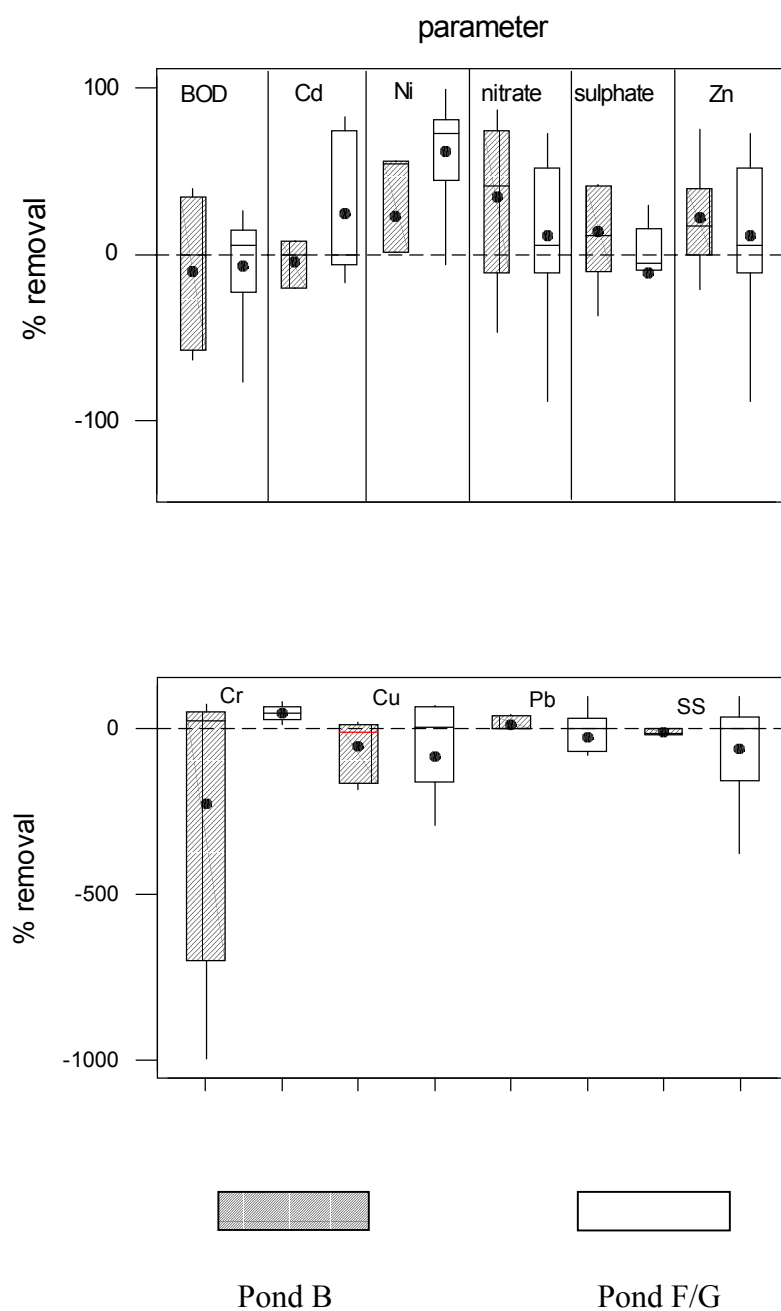 parameter
BOD Cd Ni nitrate sulphate Zn
100
0
-100
% removal
Cr Cu Pb SS
0
-500
-1000
% removal
Pond B Pond F/G